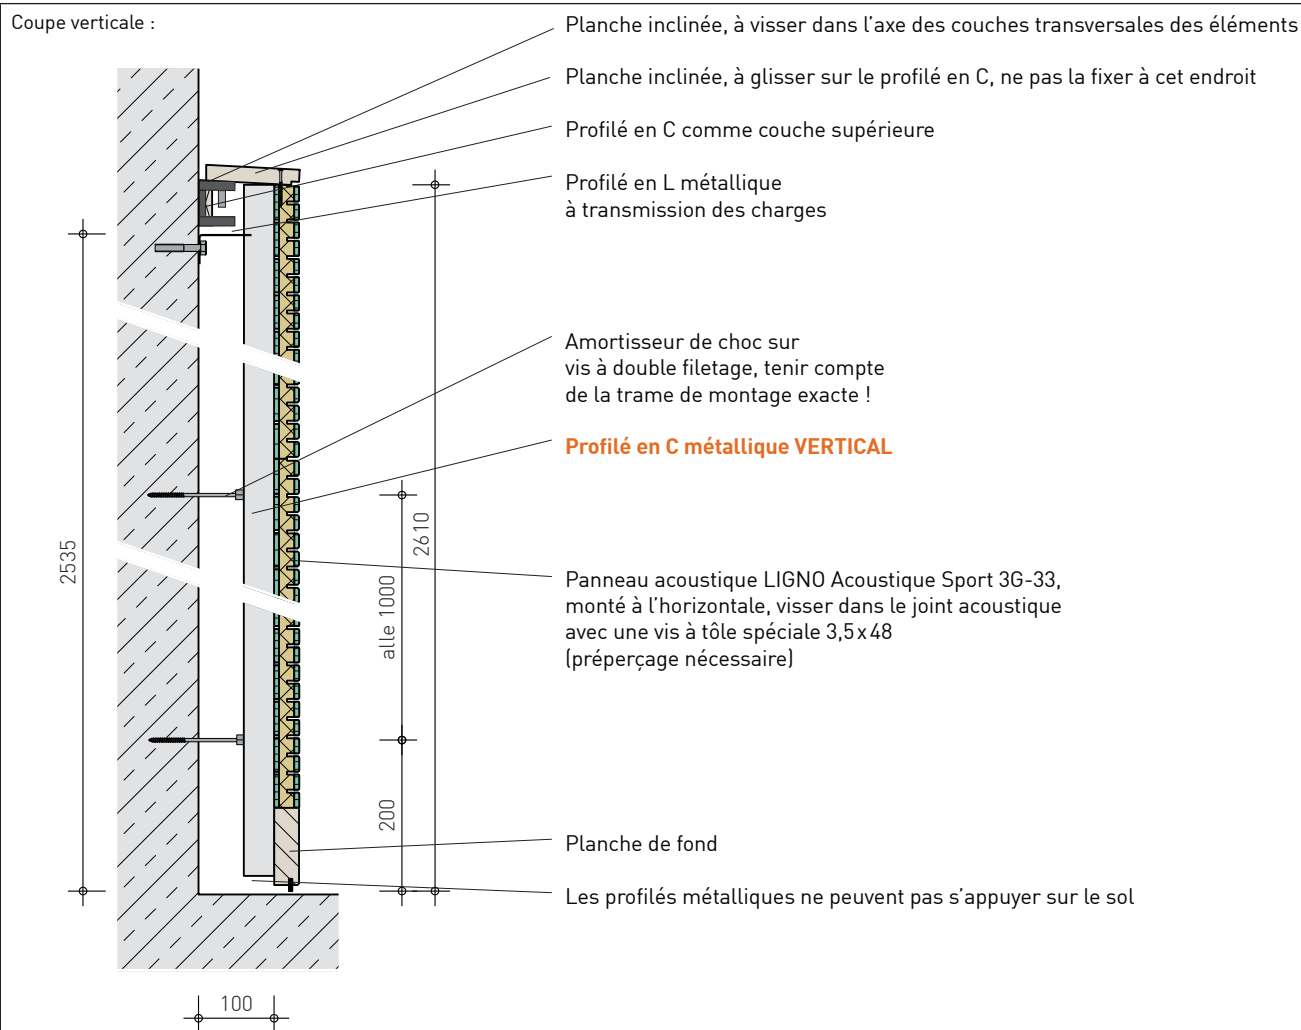 Coupe verticale :
Planche inclinée, à visser dans l’axe des couches transversales des éléments
Planche inclinée, à glisser sur le profilé en C, ne pas la fixer à cet endroit
Profilé en C comme couche supérieure
Profilé en L métallique
à transmission des charges
Amortisseur de choc sur
vis à double filetage, tenir compte
de la trame de montage exacte !
Profilé en C métallique VERTICAL
2535
2610
alle 1000
200
Panneau acoustique LIGNO Acoustique Sport 3G-33,
monté à l’horizontale, visser dans le joint acoustique
avec une vis à tôle spéciale 3,5 x 48
(préperçage nécessaire)
Planche de fond
Les profilés métalliques ne peuvent pas s’appuyer sur le sol
100